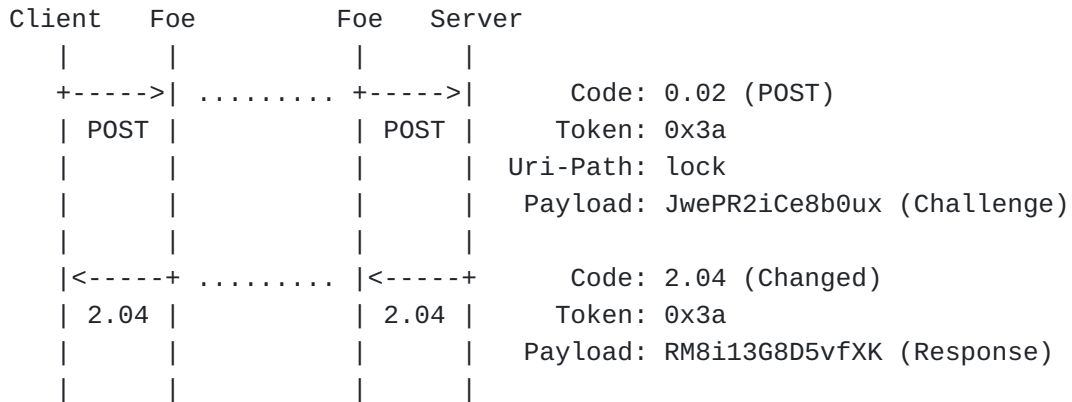 Client   Foe         Foe   Server
   |      |           |      |
   +----->| ......... +----->|      Code: 0.02 (POST)
   | POST |           | POST |     Token: 0x3a
   |      |           |      |  Uri-Path: lock
   |      |           |      |   Payload: JwePR2iCe8b0ux (Challenge)
   |      |           |      |
   |<-----+ ......... |<-----+      Code: 2.04 (Changed)
   | 2.04 |           | 2.04 |     Token: 0x3a
   |      |           |      |   Payload: RM8i13G8D5vfXK (Response)
   |      |           |      |